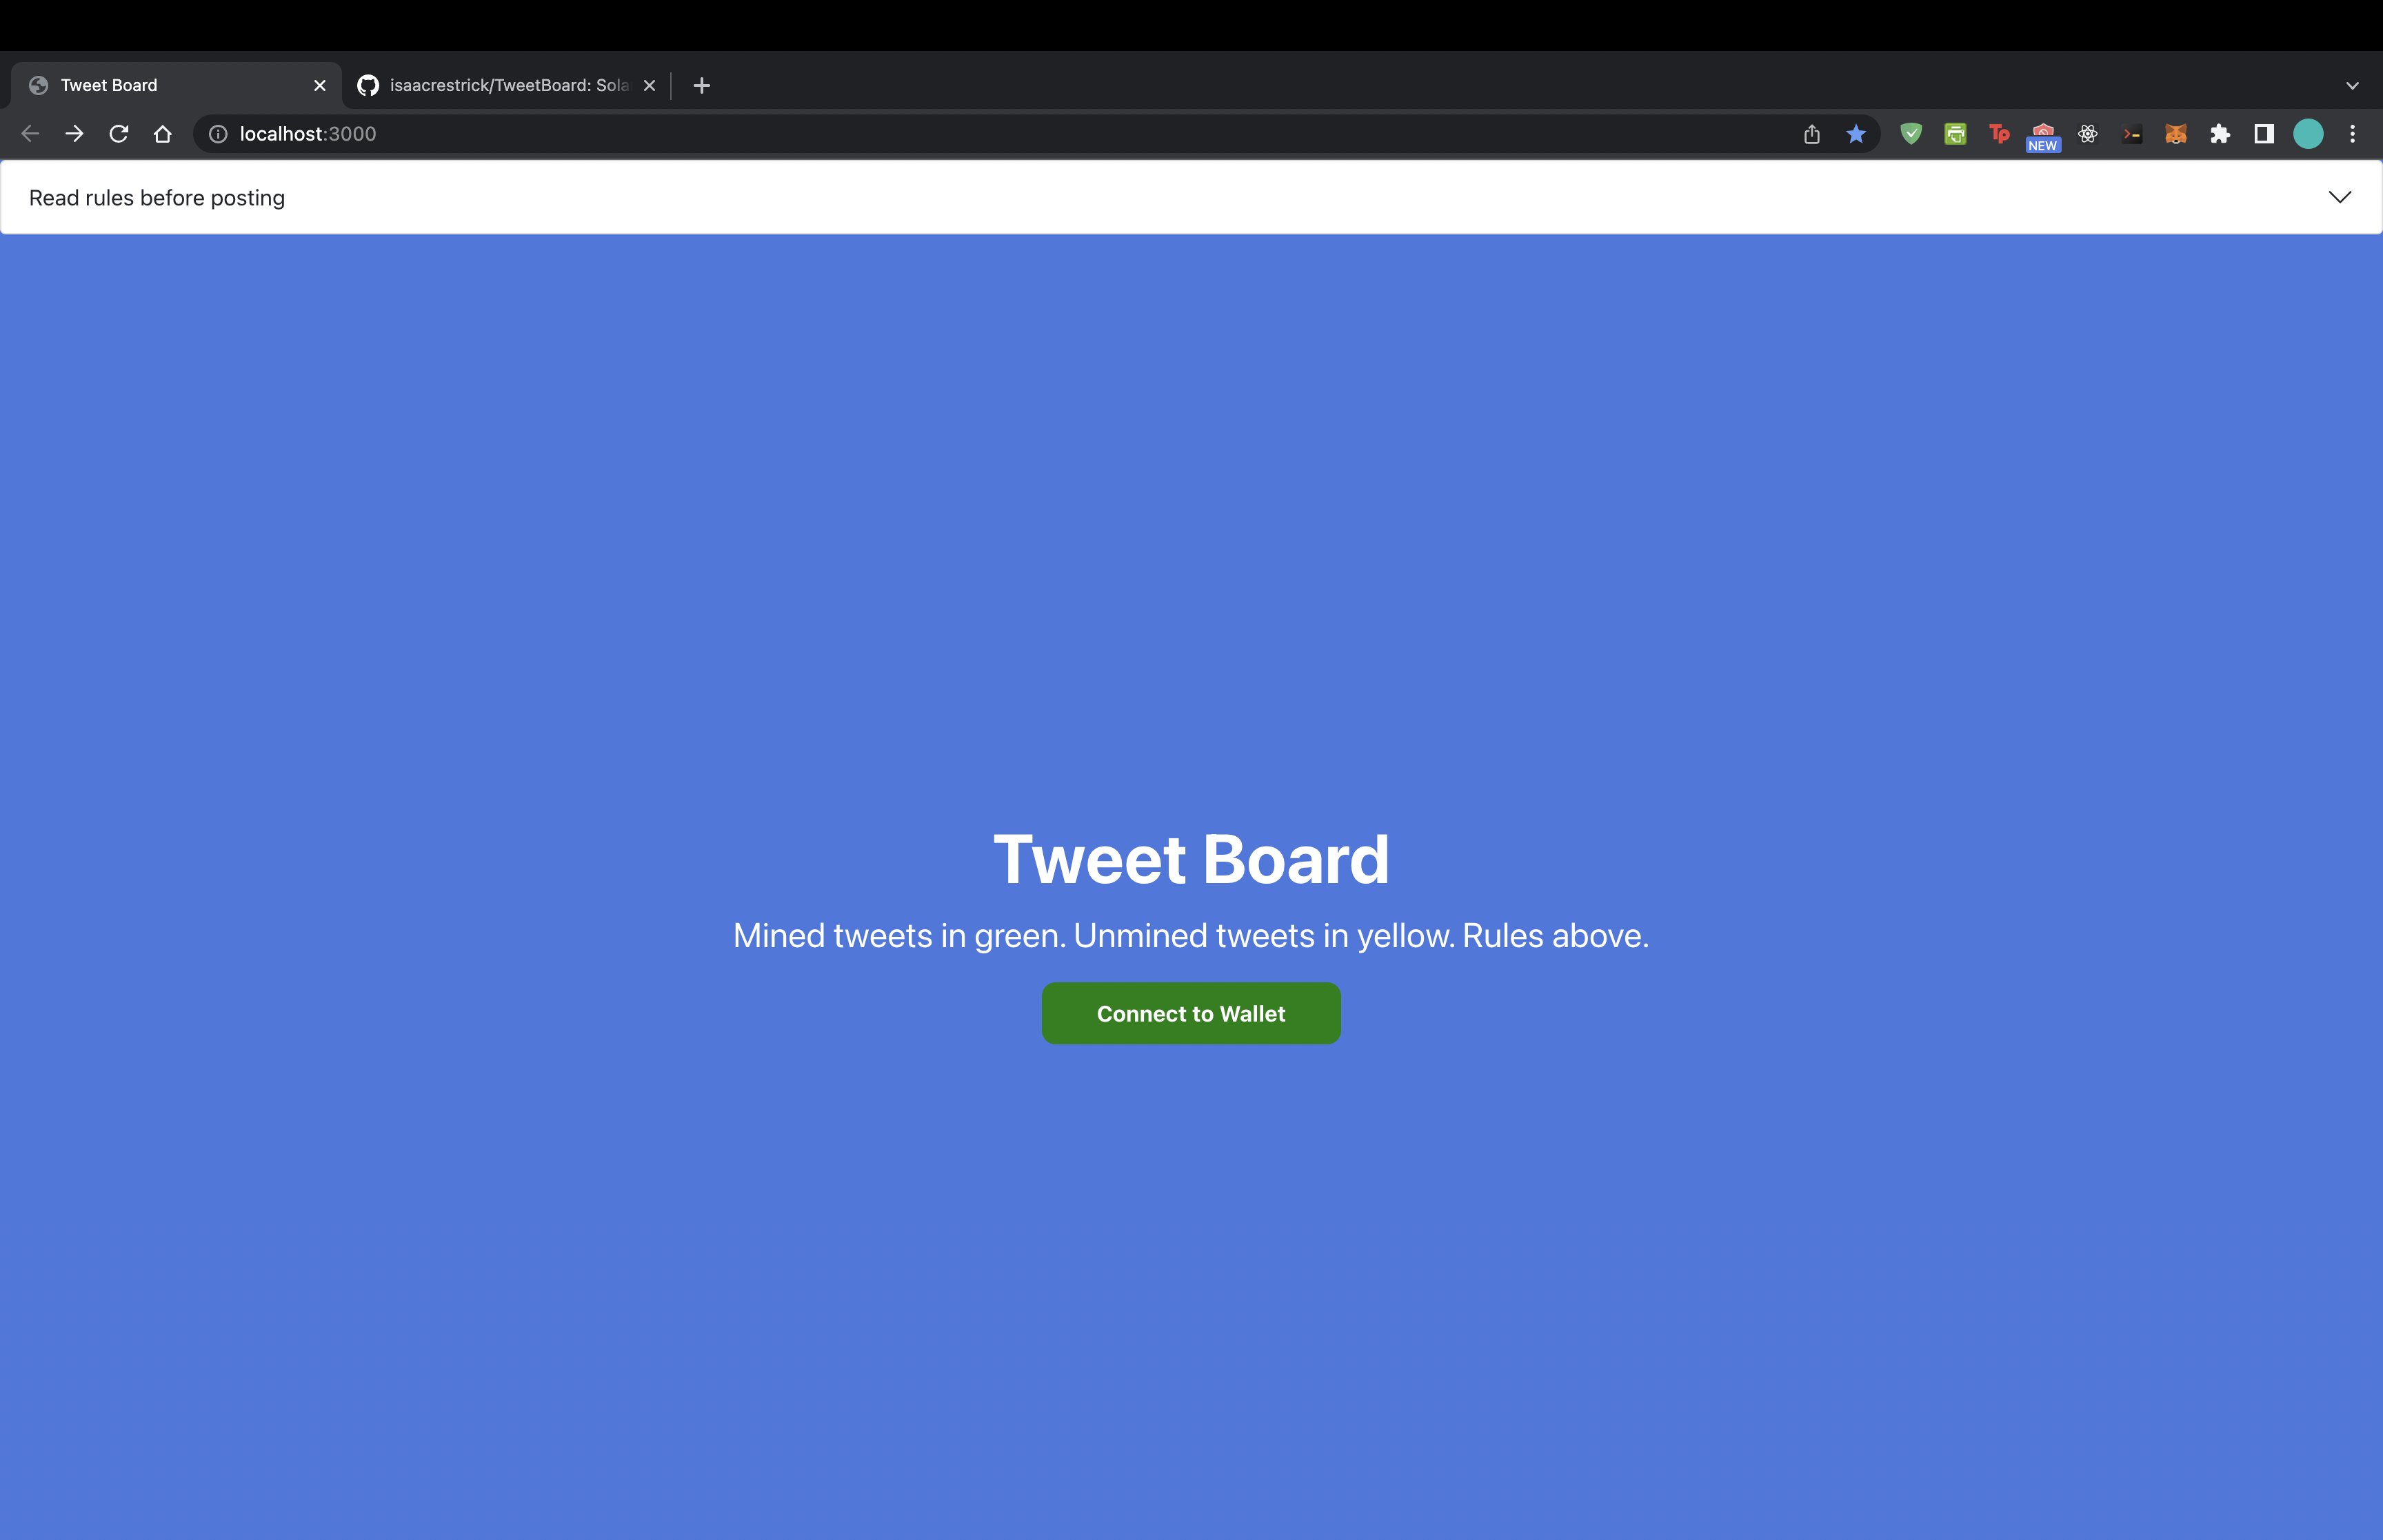 Tweet Board
isaacrestrick/TweetBoard: Sola
localhost:3000
Tp
NEW
Read rules before posting
Tweet Board
Mined tweets in green. Unmined tweets in yellow. Rules above.
Connect to Wallet